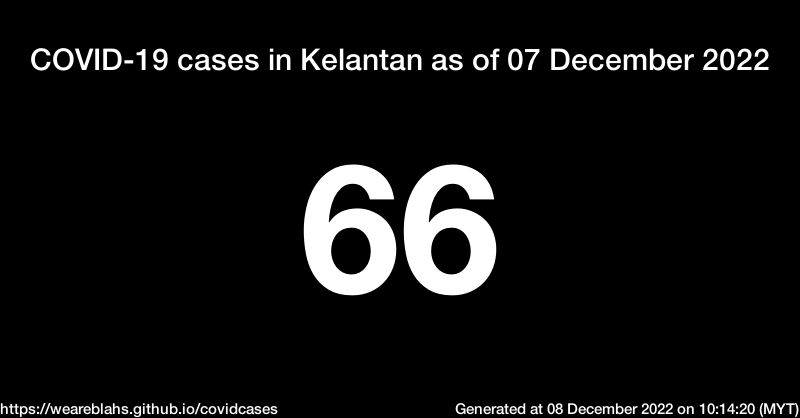 COVID-19 cases in Kelantan as of 07 December 2022
66
https://weareblahs.github.io/covidcases
Generated at 08 December 2022 on 10:14:20 (MYT)